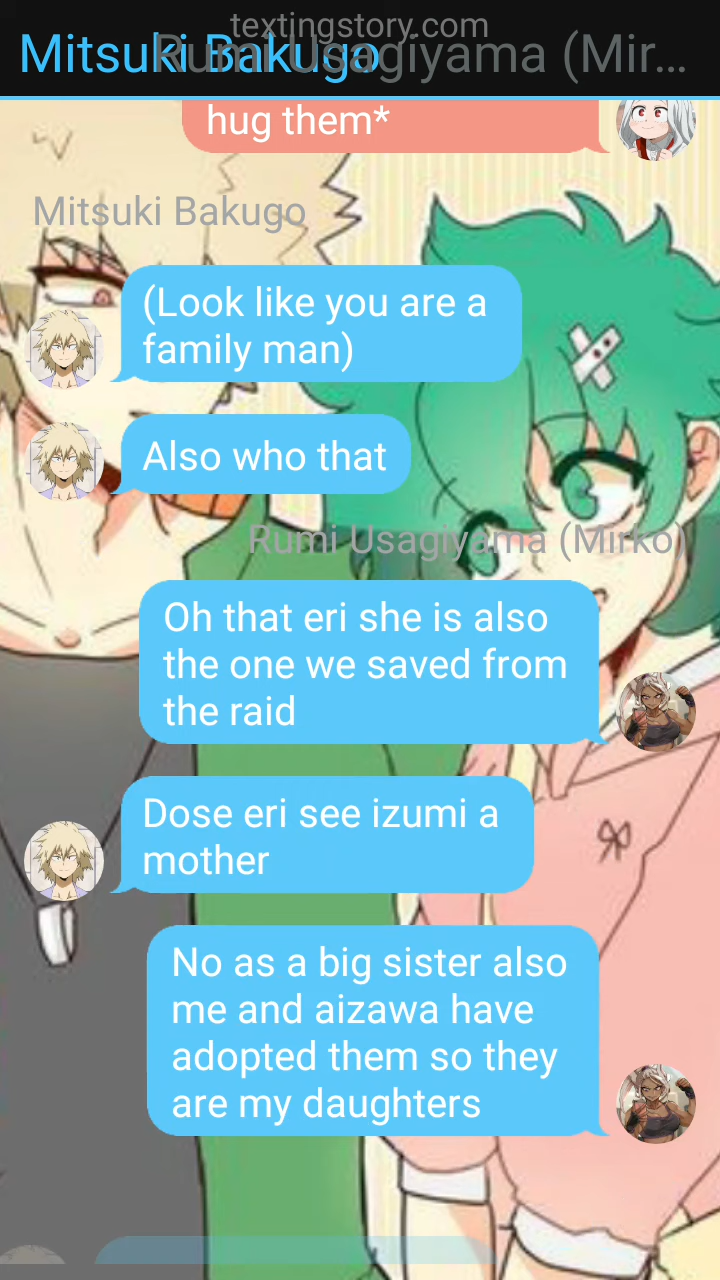 textingstory.com
Mitsuki Bakugo
Rumi Usagiyama (Mir...
hug them*
Mitsuki Bakugo
(Look like you are a
family man)
Also who that
Rumi Usagiyama (Mirko)
Oh that eri she is also
the one we saved from
the raid
Dose eri see izumi a
mother
No as a big sister also
me and aizawa have
adopted them so they
are my daughters